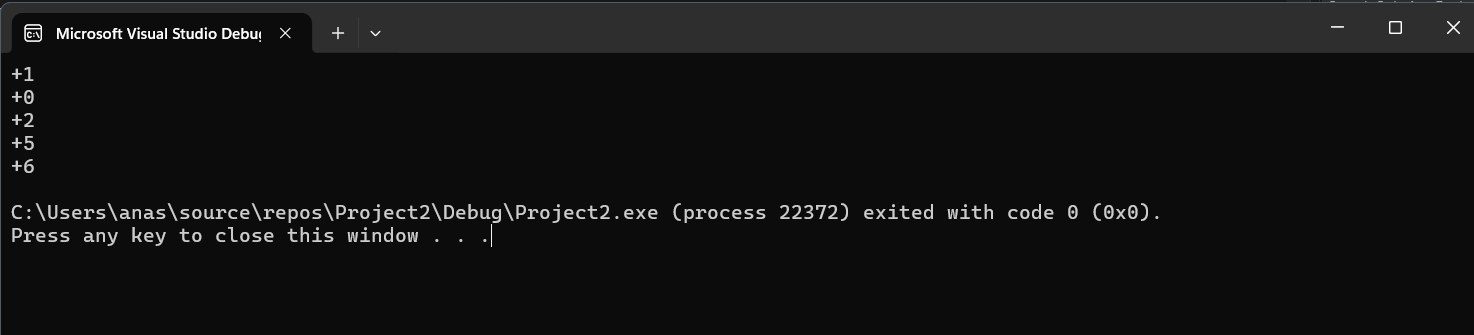 Microsoft Visual Studio Debu
+1
+0
+2
+5
+6
C:\Users\anas\source\repos\Project2\Debug\Project2.exe (process 22372) exited with code 0 (0x0).
Press any key to close this window . . .